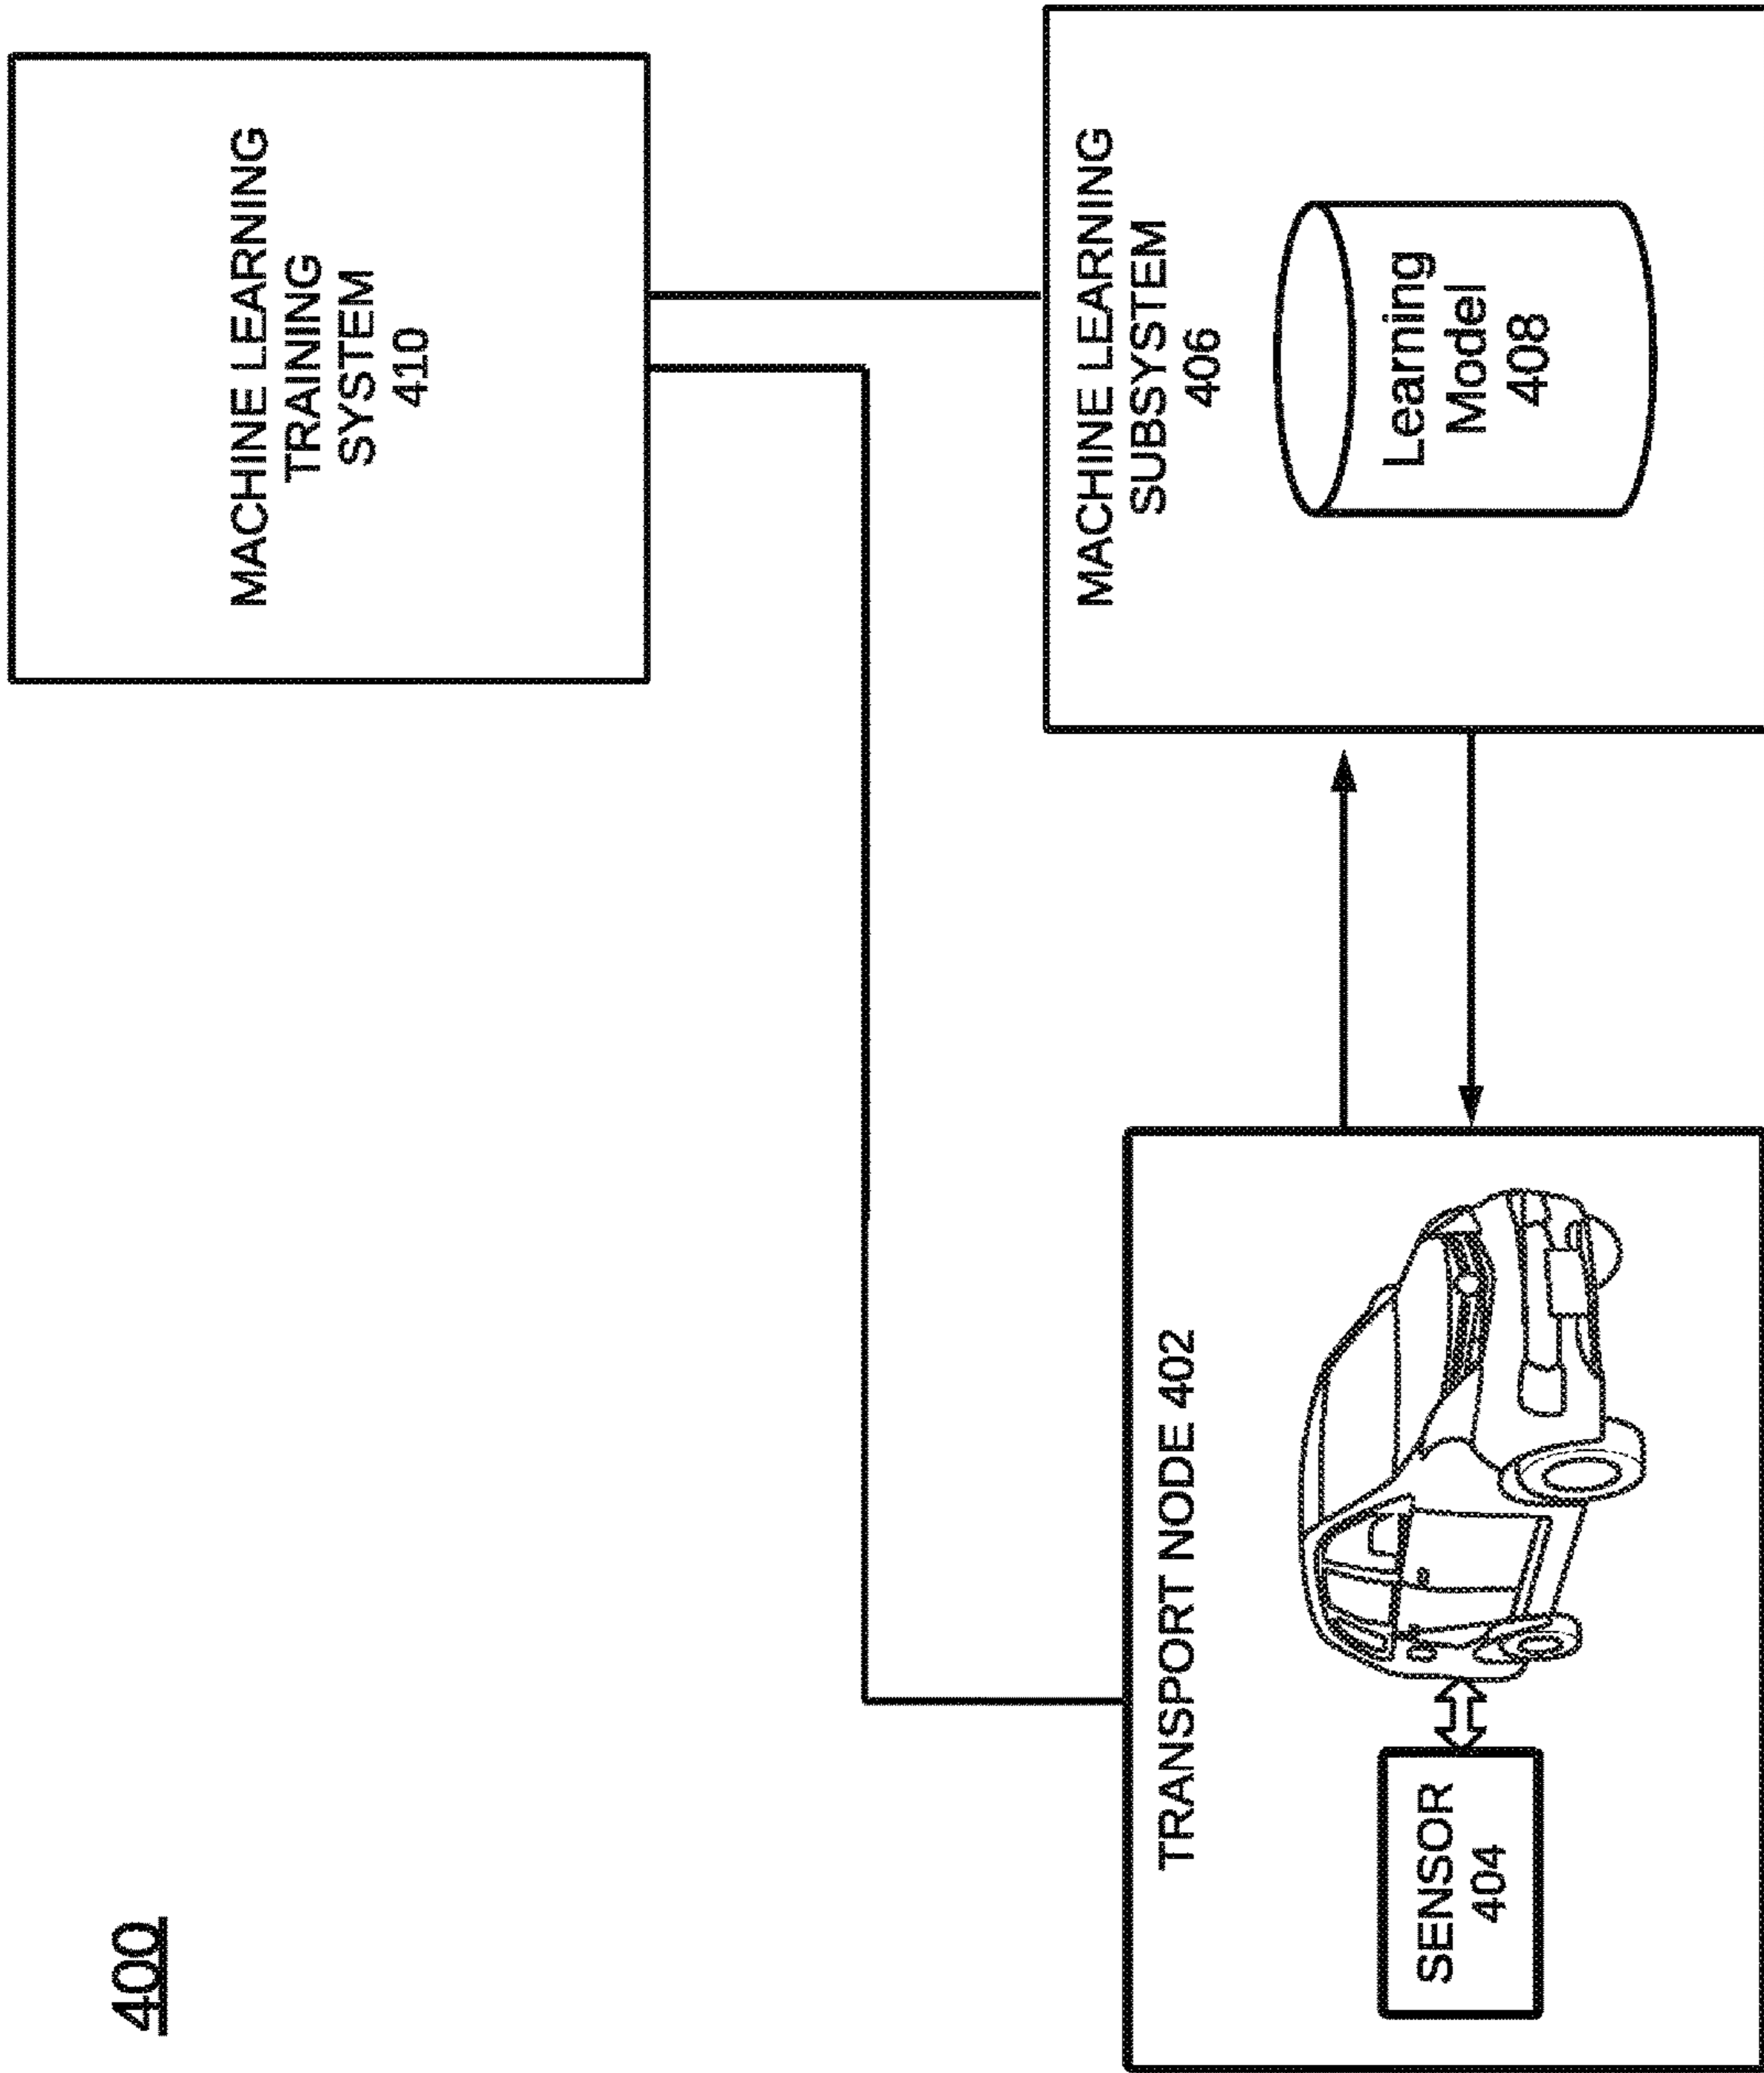 400
MACHINE LEARNING
TRAINING
SYSTEM
410
TRANSPORT NODE 402
SENSOR
404
MACHINE LEARNING
SUBSYSTEM
406
Learning
Model
408